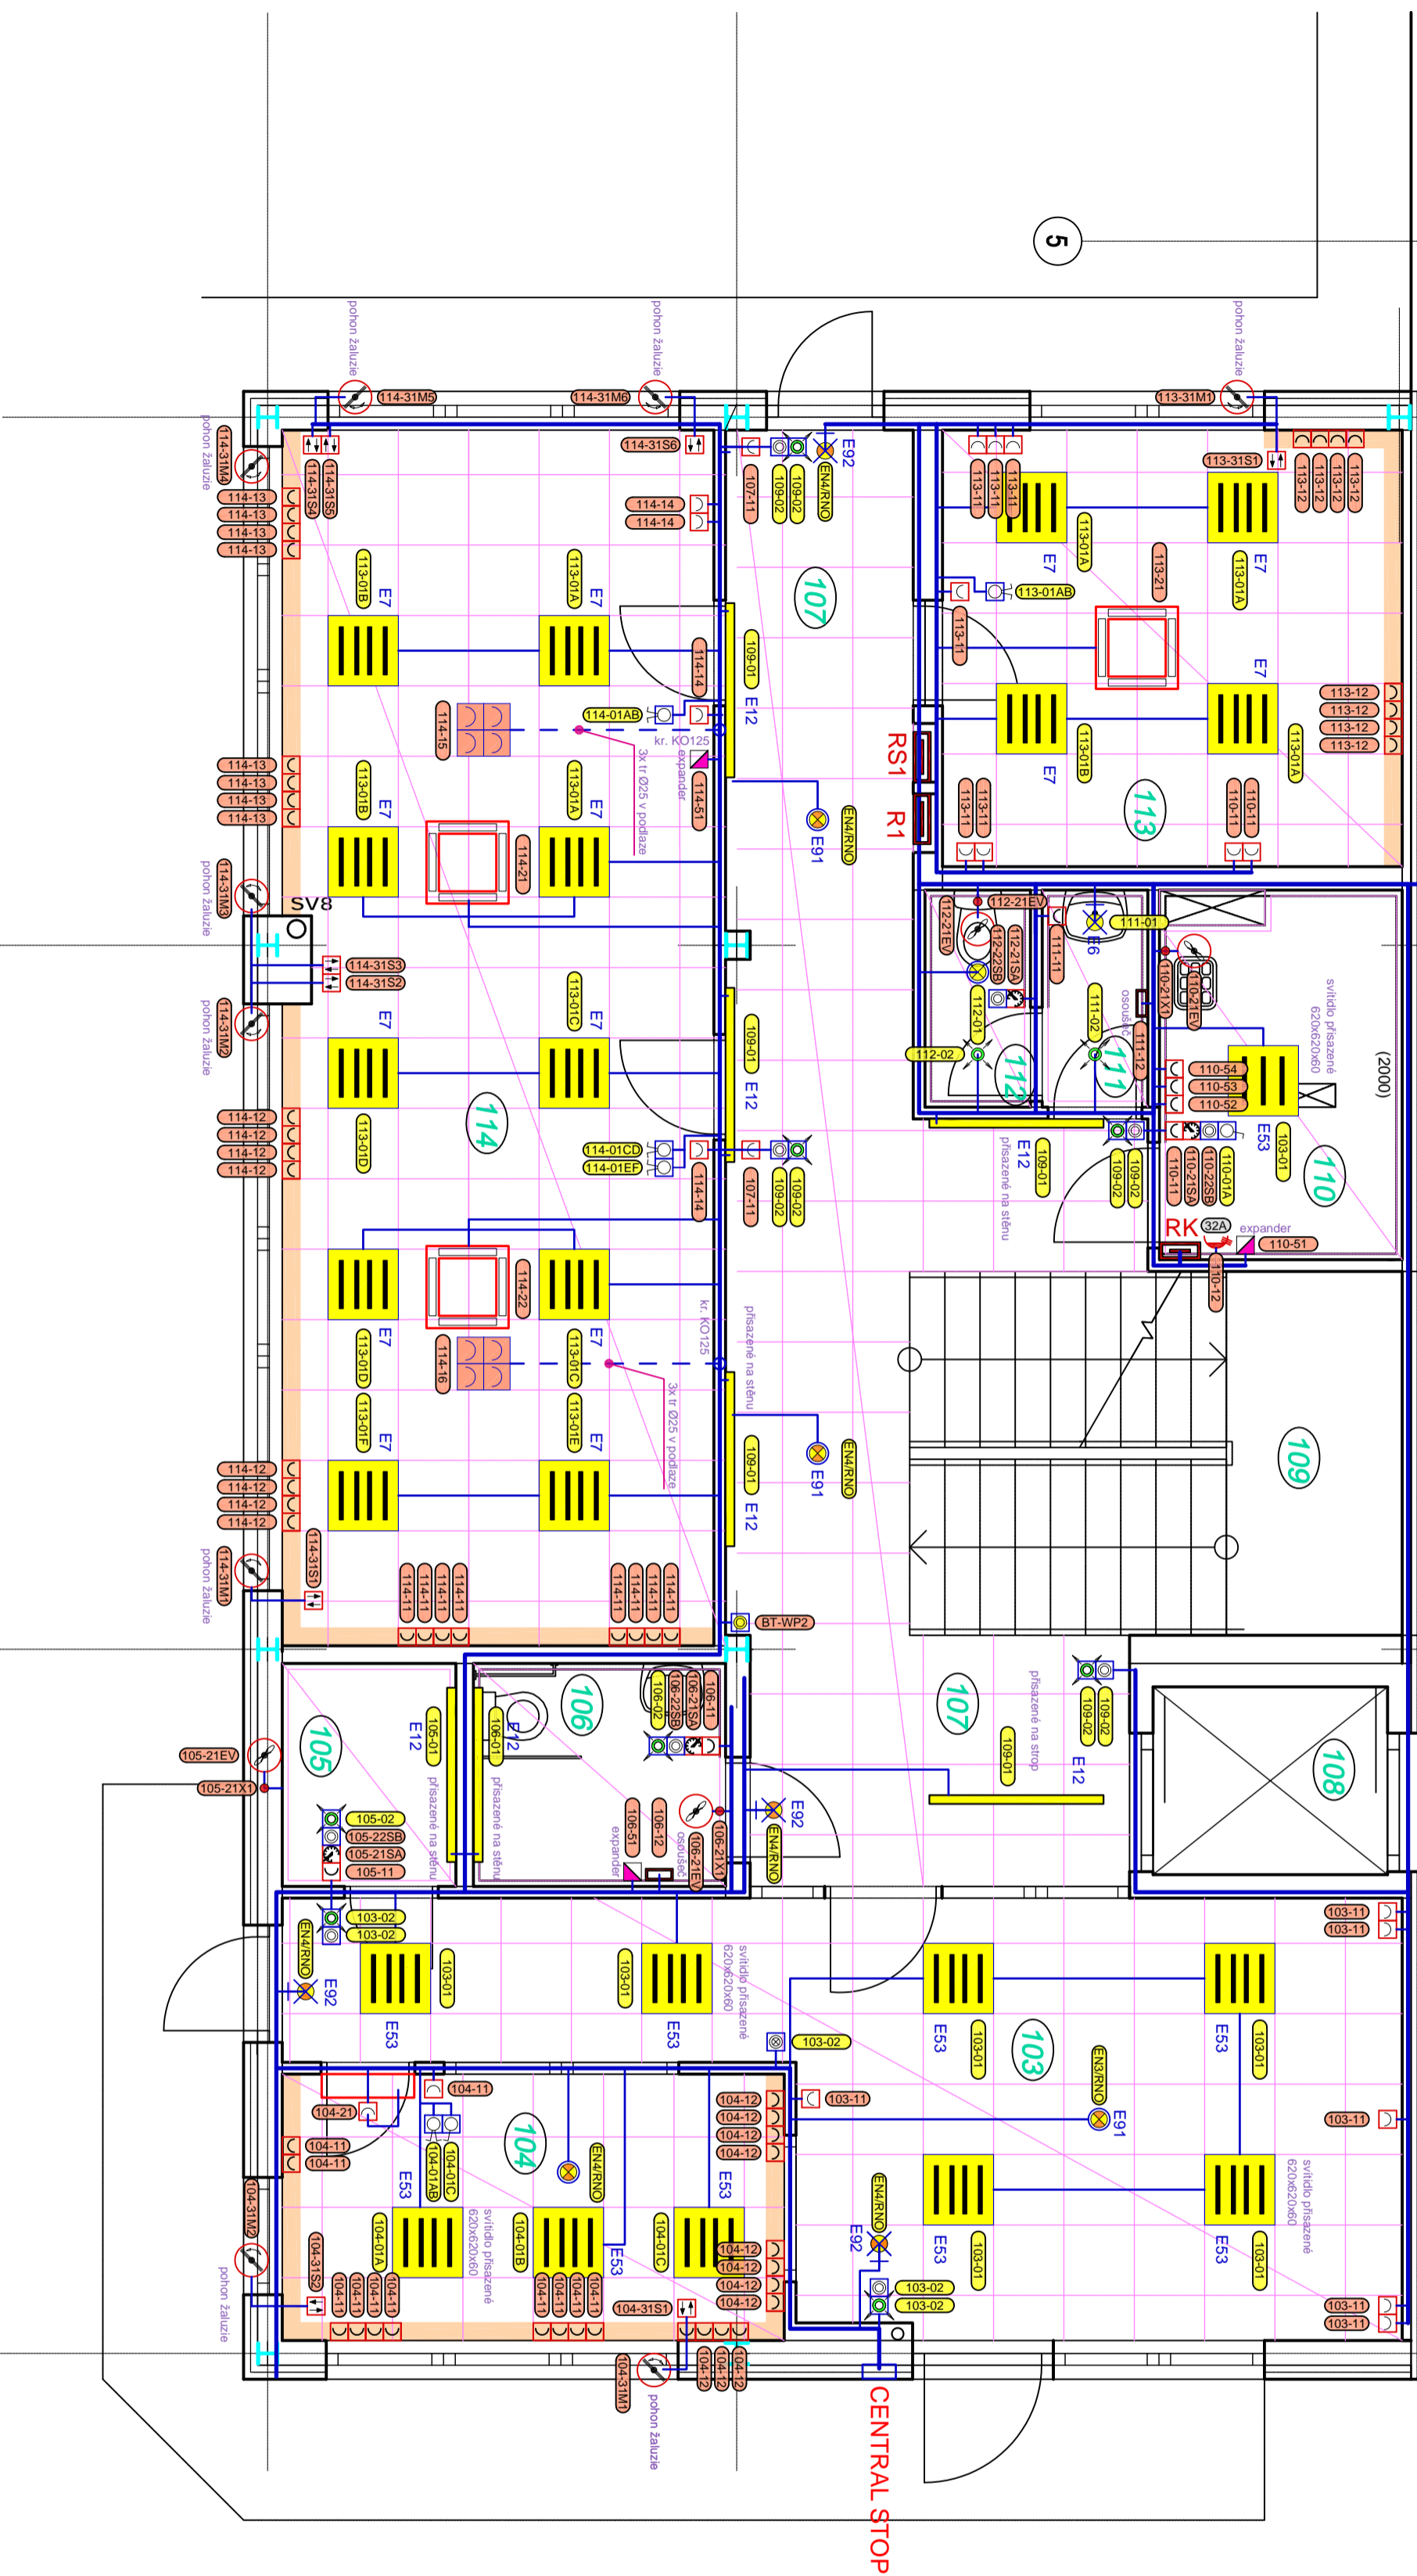 5
pohon žaluzie
pohon žaluzie
pohon žaluzie
114-31M5
114-31M6
113-31M1
pohon žaluzie
114-31M4
114-31S4
114-31S5
114-31S6
107-11
109-02
109-02
EN4/RNO
E92
113-11
113-11
113-11
113-31S1
113-12
113-12
113-12
113-12
114-13
114-13
114-13
114-13
114-14
114-14
113-01B
E7
113-01A
E7
107
113-01A
E7
113-01AB
113-11
113-21
113-01A
E7
114-14
109-01
E12
114-01AB
114-15
kr. KO125
expander
114-51
3x tr Ø25 v podlaze
RS1
R1
E7
113-01B
E7
113-01A
113-12
113-12
113-12
113-12
113
113-11
113-11
110-11
110-11
114-13
114-13
114-13
114-13
113-01B
E7
113-01A
E7
114-21
EN4/RNO
E91
pohon žaluzie
114-31M3
SV8
114-31S3
114-31S2
114-31M2
pohon žaluzie
112-21EV
112-21EV
112-22SB
112-21SA
111-11
E6
111-01
110-21X1
110-21EV
svítidlo přisazené
620x620x60
(2000)
112-01
112-02
112
111-02
111
osoušeč
111-12
110-54
110-53
110-52
E53
103-01
110
E7
113-01D
E7
113-01C
109-01
E12
114
114-12
114-12
114-12
114-12
114-01CD
114-01EF
114-14
107-11
109-02
109-02
přisazené na stěnu
E12
109-01
109-02
109-02
110-11
110-21SA
110-22SB
110-01A
RK
32A
expander
110-51
110-12
E7
113-01D
114-22
114-16
E7
113-01C
kr. KO125
přisazené na stěnu
3x tr Ø25 v podlaze
113-01F
E7
113-01E
E7
109-01
E12
EN4/RNO
E91
109
114-12
114-12
114-12
114-12
pohon žaluzie
114-31M1
114-31S1
114-11
114-11
114-11
114-11
114-11
114-11
114-11
114-11
BT-WP2
105-21EV
105-21X1
105
E12
105-01
přisazené na stěnu
106-01
E12
přisazené na stěnu
106
106-02
106-22SB
106-21SA
106-11
106-51
expander
106-12
osoušeč
106-21EV
106-21X1
E92
EN4/RNO
107
přisazené na strop
109-01
E12
109-02
109-02
108
105-02
105-22SB
105-21SA
105-11
103-02
103-02
EN4/RNO
E92
103-01
E53
103-01
E53
svítidlo přisazené
620x620x60
103-02
E53
103-01
103
EN3/RNO
E91
E53
103-01
103-11
103-11
103-11
103-11
104-11
104-21
104-11
104-11
104-01AB
104-01C
104
EN4/RNO
104-12
104-12
104-12
104-12
E53
E53
E53
104-01A
svítidlo přisazené
620x620x60
104-01B
104-01C
104-12
104-12
104-12
104-12
EN4/RNO
E92
E53
103-01
E53
103-01
svítidlo přisazené
620x620x60
103-02
103-02
103-11
103-11
104-31M2
pohon žaluzie
104-31S2
104-11
104-11
104-11
104-11
104-11
104-11
104-11
104-11
104-31S1
104-31M1
pohon žaluzie
104-12
104-12
104-12
CENTRAL STOP